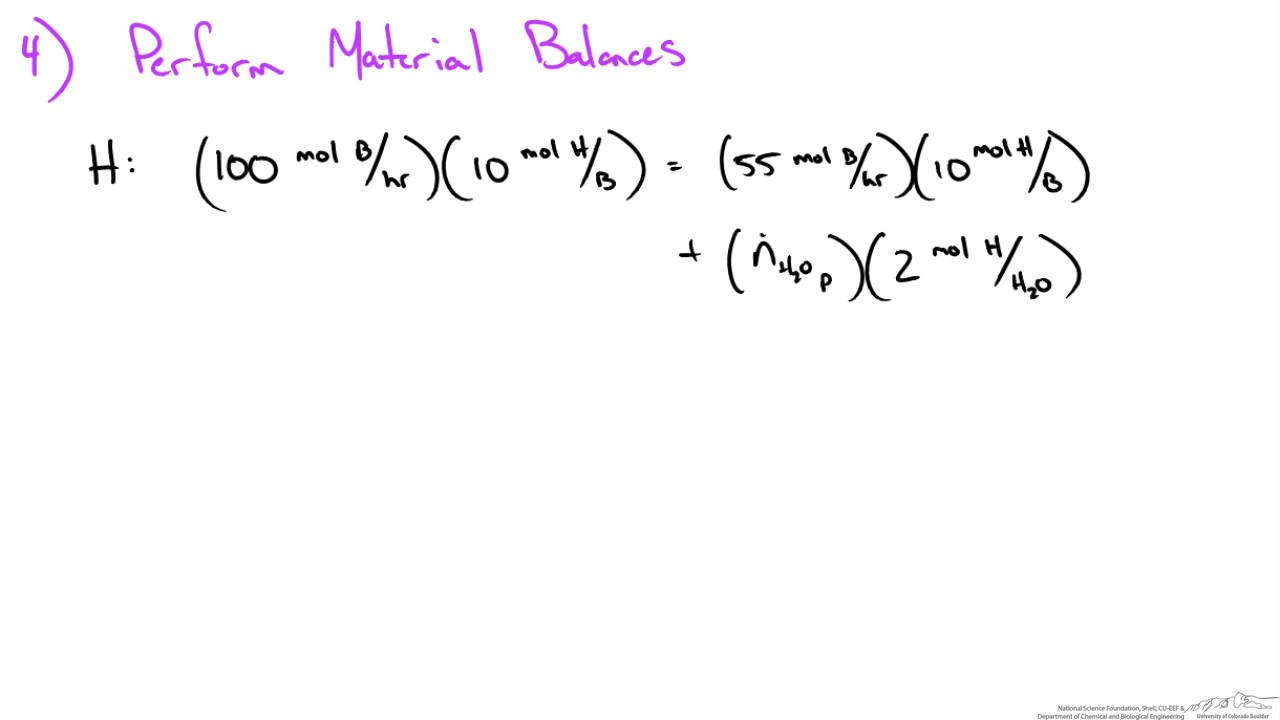 4) Perform Material Balances
H: (100 mol B/hr)(10 mol H/B) = (55 mol B/hr)(10 mol H/B)
+ (ṅ_H₂O P)(2 mol H/H₂O)
National Science Foundation, Shell, CU-EEF &
Department of Chemical and Biological Engineering
University of Colorado Boulder